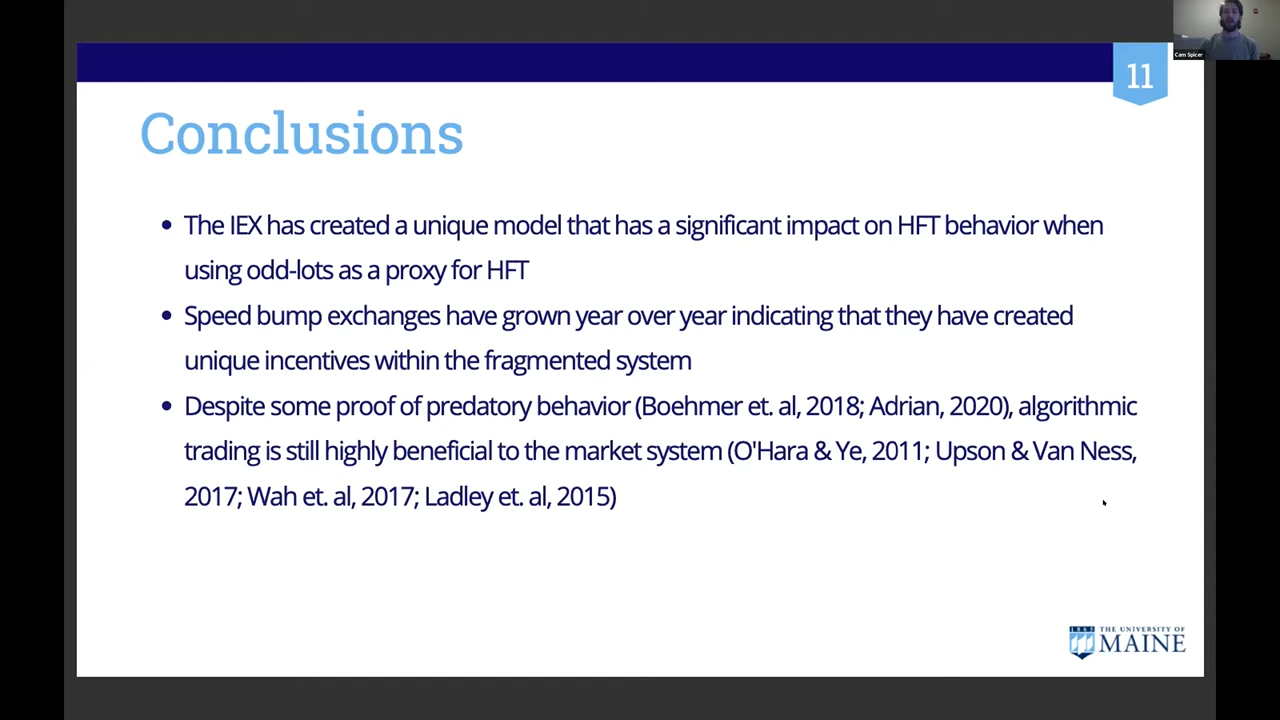 Cam Spicer
11
Conclusions
• The IEX has created a unique model that has a significant impact on HFT behavior when
using odd-lots as a proxy for HFT
• Speed bump exchanges have grown year over year indicating that they have created
unique incentives within the fragmented system
• Despite some proof of predatory behavior (Boehmer et. al, 2018; Adrian, 2020), algorithmic
trading is still highly beneficial to the market system (O'Hara & Ye, 2011; Upson & Van Ness,
2017; Wah et. al, 2017; Ladley et. al, 2015)
1865 THE UNIVERSITY OF
MAINE